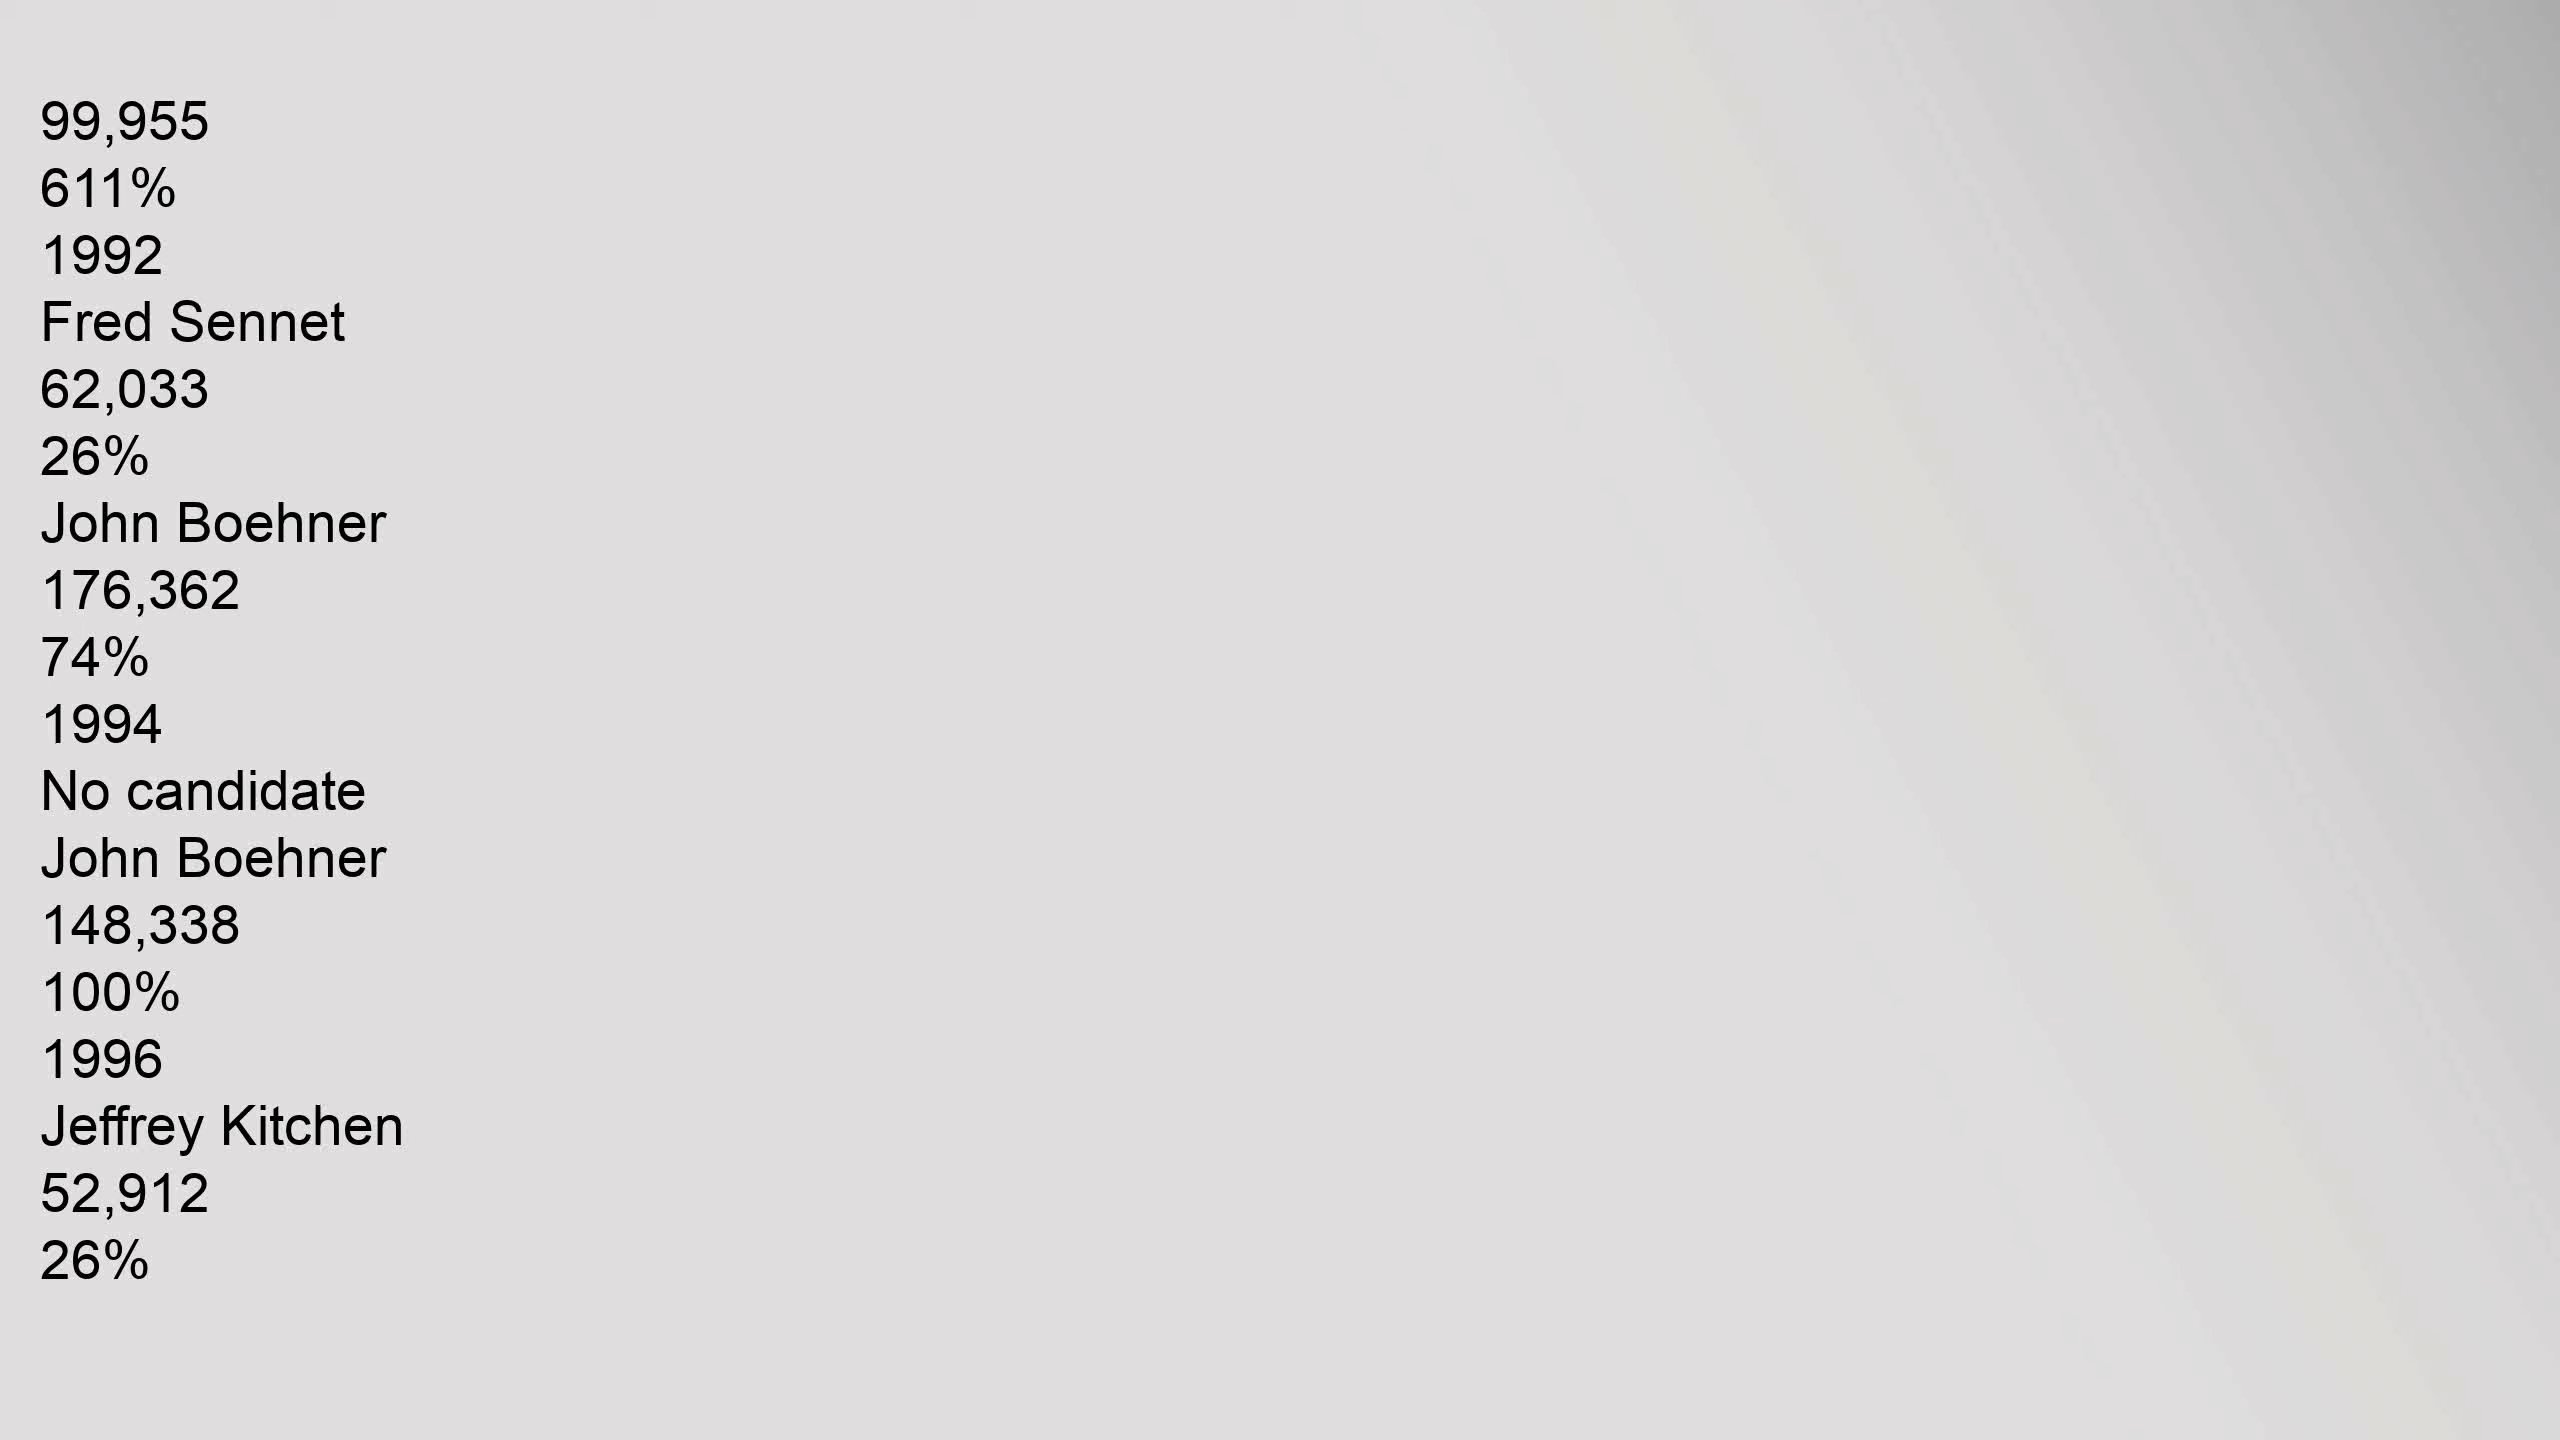 99,955
611%
1992
Fred Sennet
62,033
26%
John Boehner
176,362
74%
1994
No candidate
John Boehner
148,338
100%
1996
Jeffrey Kitchen
52,912
26%